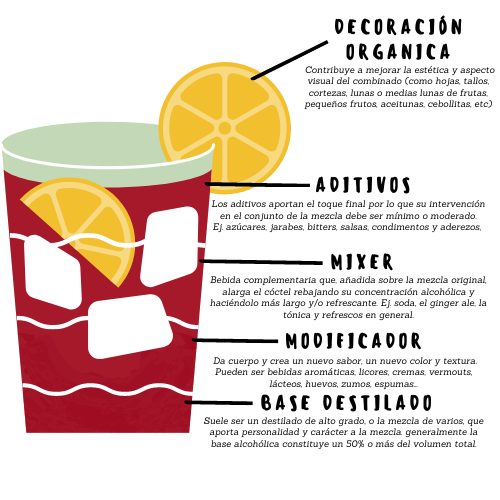 DECORACIÓN
ORGANICA
Contribuye a mejorar la estética y aspecto
visual del combinado (como hojas, tallos,
cortezas, lunas o medias lunas de frutas,
pequeños frutos, aceitunas, cebollitas, etc)
ADITIVOS
Los aditivos aportan el toque final por lo que su intervención
en el conjunto de la mezcla debe ser mínimo o moderado.
Ej. azúcares, jarabes, bitters, salsas, condimentos y aderezos,
MIXER
Bebida complementaria que, añadida sobre la mezcla original,
alarga el cóctel rebajando su concentración alcohólica y
haciéndolo más largo y/o refrescante. Ej. soda, el ginger ale, la
tónica y refrescos en general.
MODIFICADOR
Da cuerpo y crea un nuevo sabor, un nuevo color y textura.
Pueden ser bebidas aromáticas, licores, cremas, vermouts,
lácteos, huevos, zumos, espumas...
BASE DESTILADO
Suele ser un destilado de alto grado, o la mezcla de varios, que
aporta personalidad y carácter a la mezcla. generalmente la
base alcohólica constituye un 50% o más del volumen total.